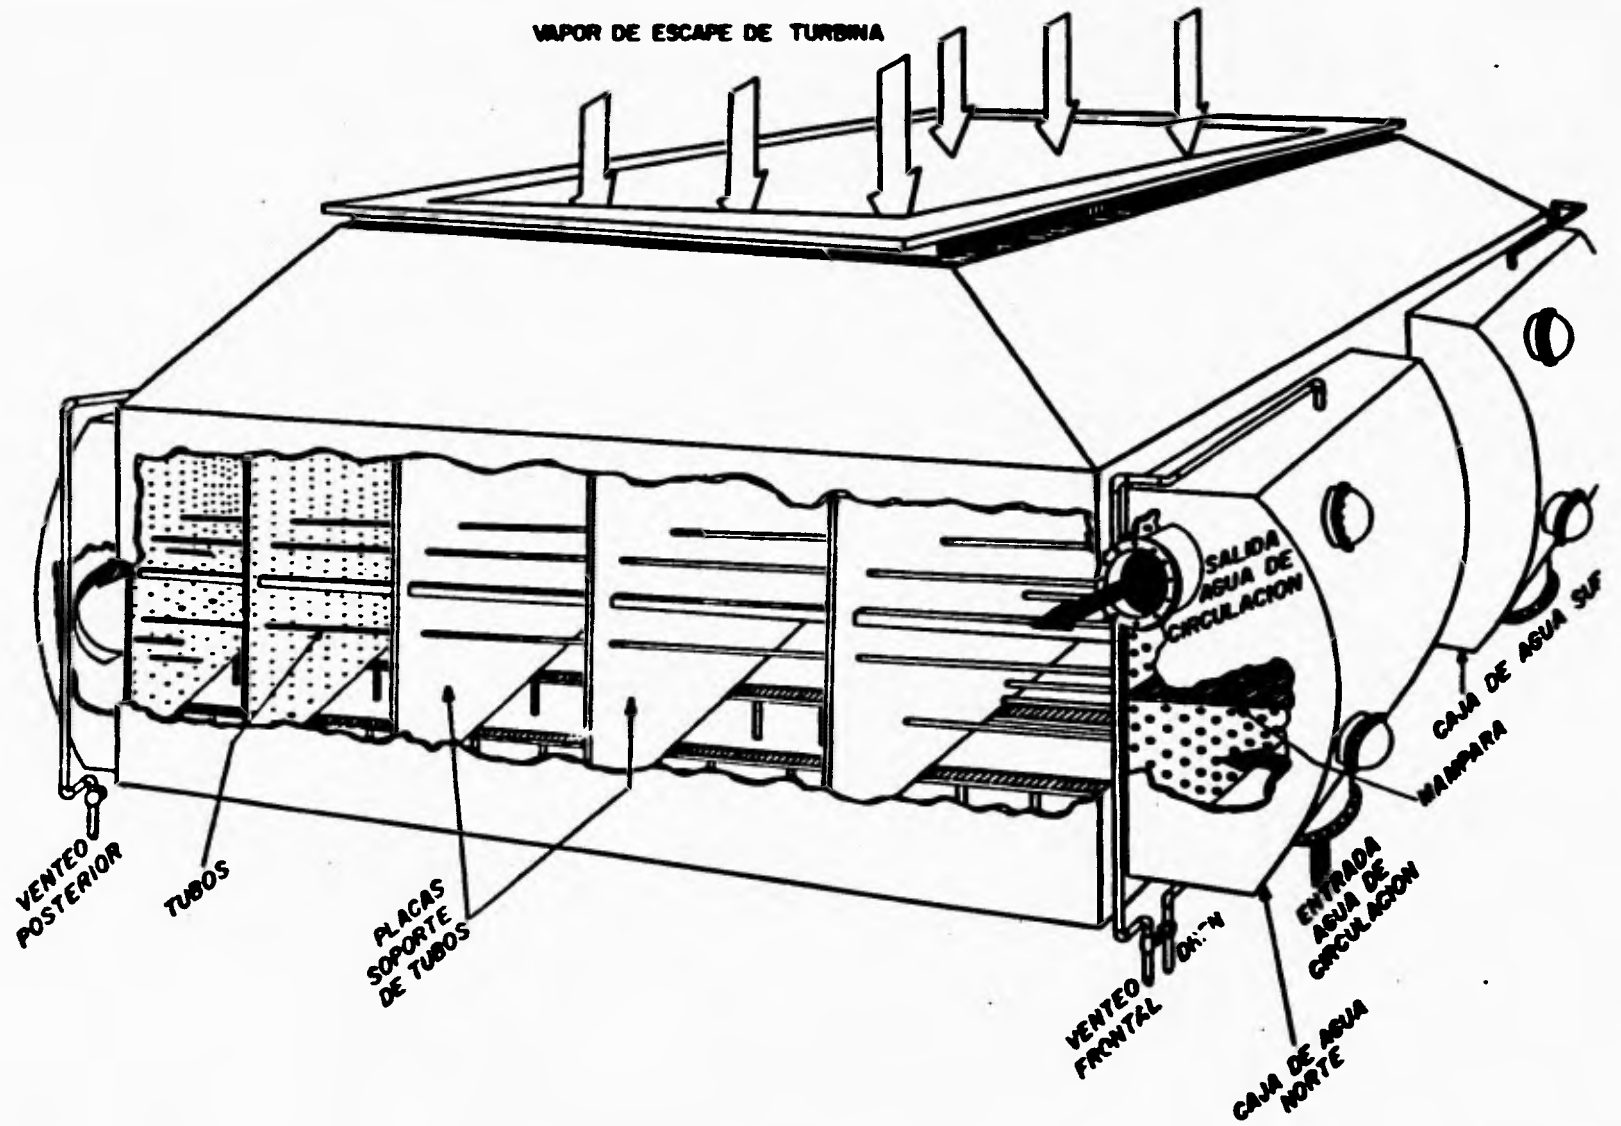 VAPOR DE ESCAPE DE TURBINA
SALIDA
AGUA DE
CIRCULACION
CAJA DE AGUA
MAMPARA
VENTEO
POSTERIOR
TUBOS
PLACAS
SOPORTE
DE TUBOS
ENTRADA
AGUA DE
CIRCULACION
VENTEO
FRONTAL
CAJA DE AGUA
NORTE